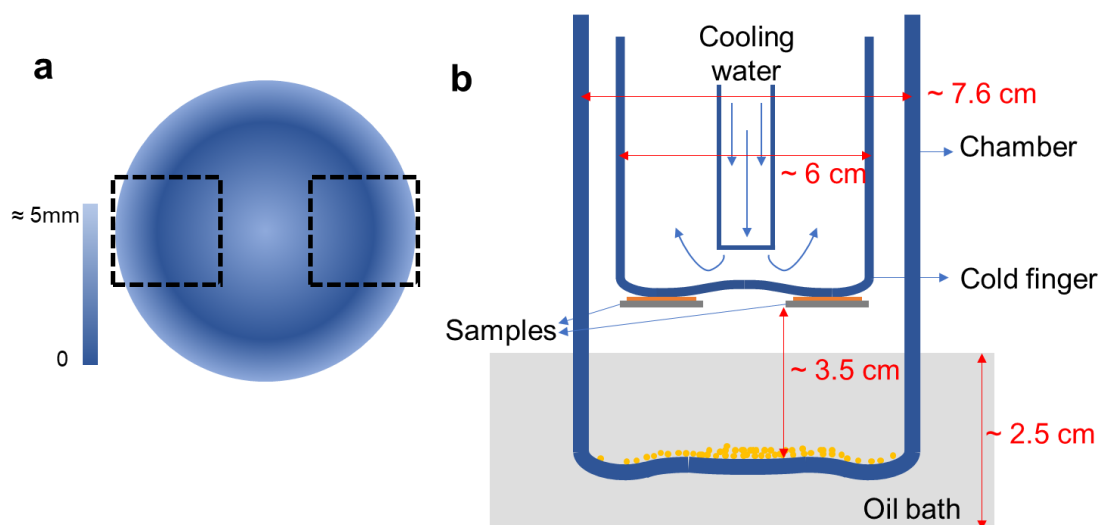 a
≈ 5mm
0
b
Cooling
water
~ 7.6 cm
Chamber
~ 6 cm
Cold finger
Samples
~ 3.5 cm
~ 2.5 cm
Oil bath